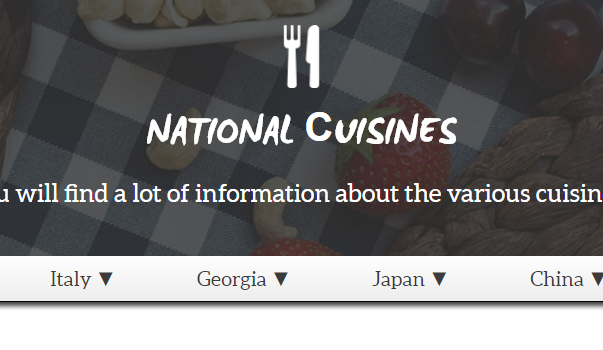 NATIONAL CUISINES
u will find a lot of information about the various cuisin
Italy ▼ Georgia ▼ Japan ▼ China ▼